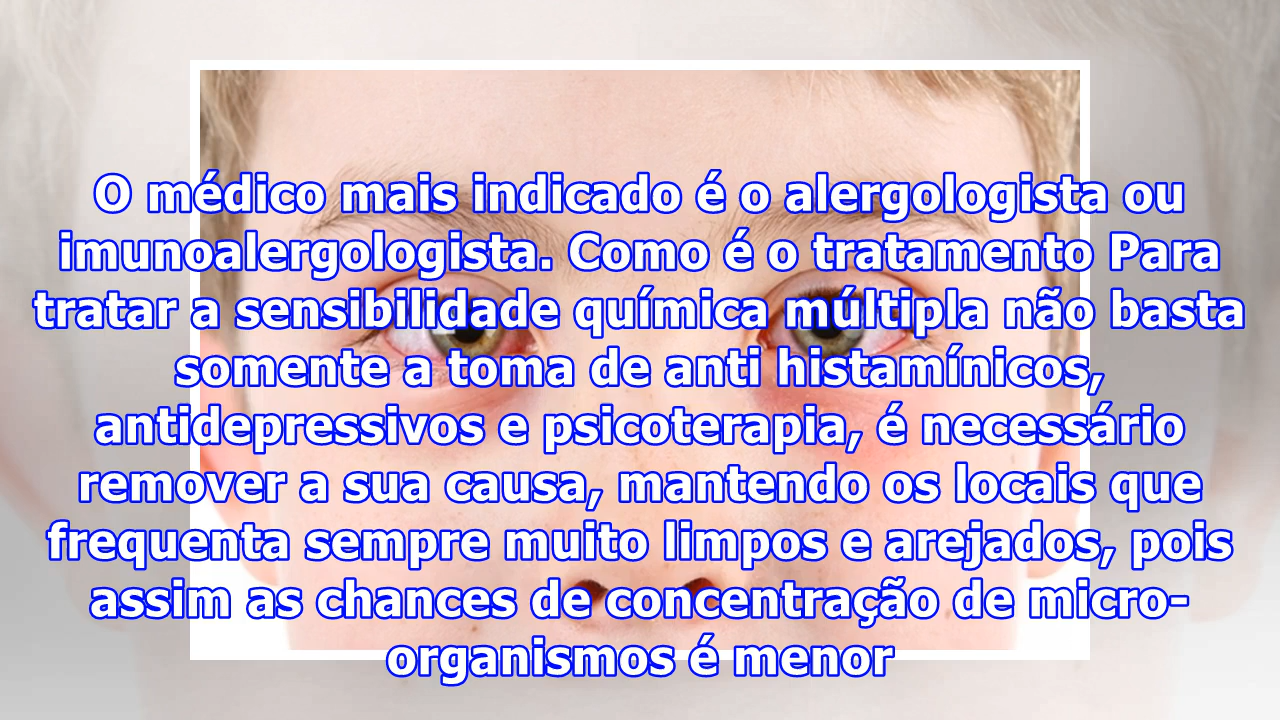 O médico mais indicado é o alergologista ou
imunoalergologista. Como é o tratamento Para
tratar a sensibilidade química múltipla não basta
somente a toma de anti histamínicos,
antidepressivos e psicoterapia, é necessário
remover a sua causa, mantendo os locais que
frequenta sempre muito limpos e arejados, pois
assim as chances de concentração de micro-
organismos é menor